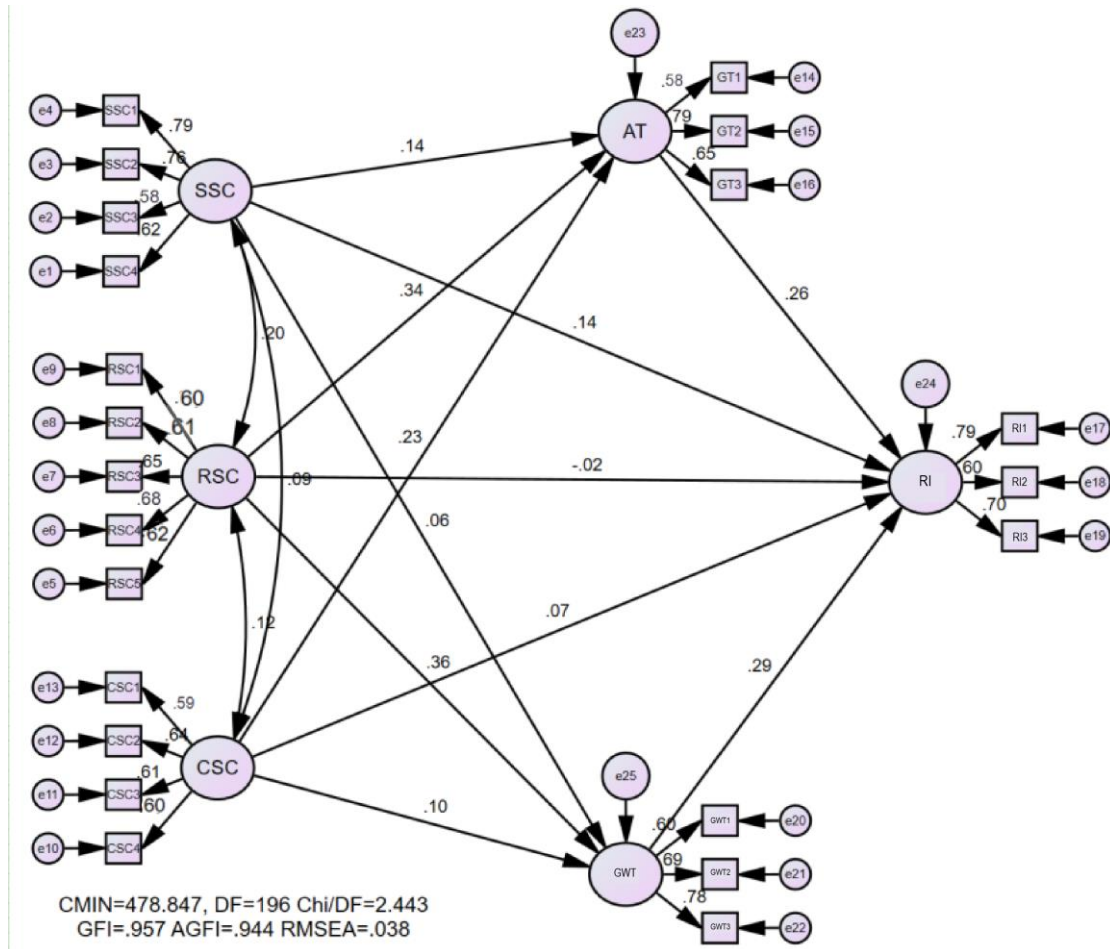 e23
e4
SSC1
.79
e3
SSC2
.76
e2
SSC3
.58
e1
SSC4
.62
SSC
AT
.58
GT1
e14
.79
GT2
e15
.65
GT3
e16
.14
.34
.14
.26
.20
e9
RSC1
.60
e8
RSC2
.61
e7
RSC3
.65
e6
RSC4
.68
e5
RSC5
.62
RSC
.09
.23
-.02
.06
e24
RI
.79
RI1
e17
.60
RI2
e18
.70
RI3
e19
.12
.36
.07
.29
e13
CSC1
.59
e12
CSC2
.64
e11
CSC3
.61
e10
CSC4
.60
CSC
.10
e25
GWT
.60
GWT1
e20
.69
GWT2
e21
.78
GWT3
e22
CMIN=478.847, DF=196 Chi/DF=2.443
GFI=.957 AGFI=.944 RMSEA=.038